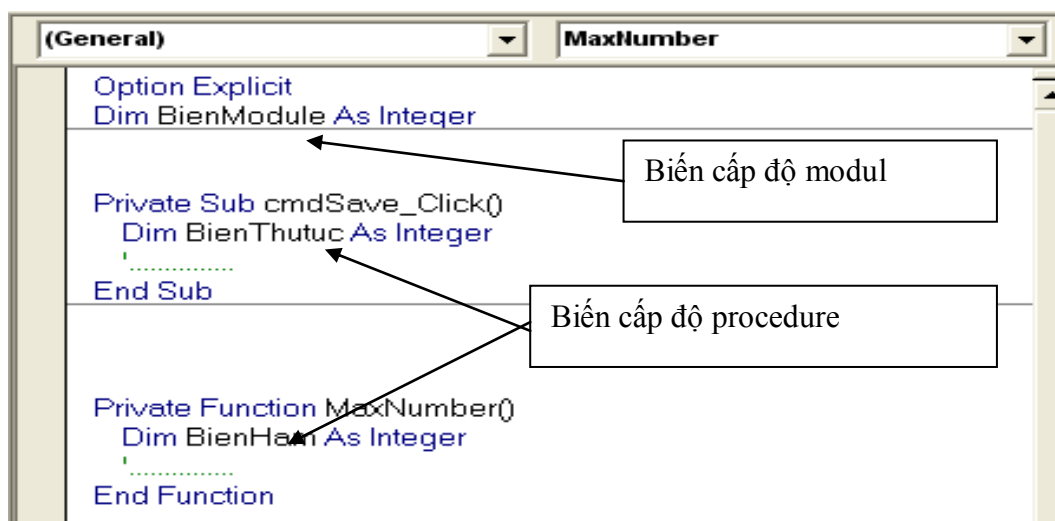 (General) MaxNumber
Option Explicit
Dim BienModule As Integer
Biến cấp độ modul
Private Sub cmdSave_Click()
Dim BienThutuc As Integer
'..............
End Sub
Biến cấp độ procedure
Private Function MaxNumber()
Dim BienHam As Integer
'..............
End Function